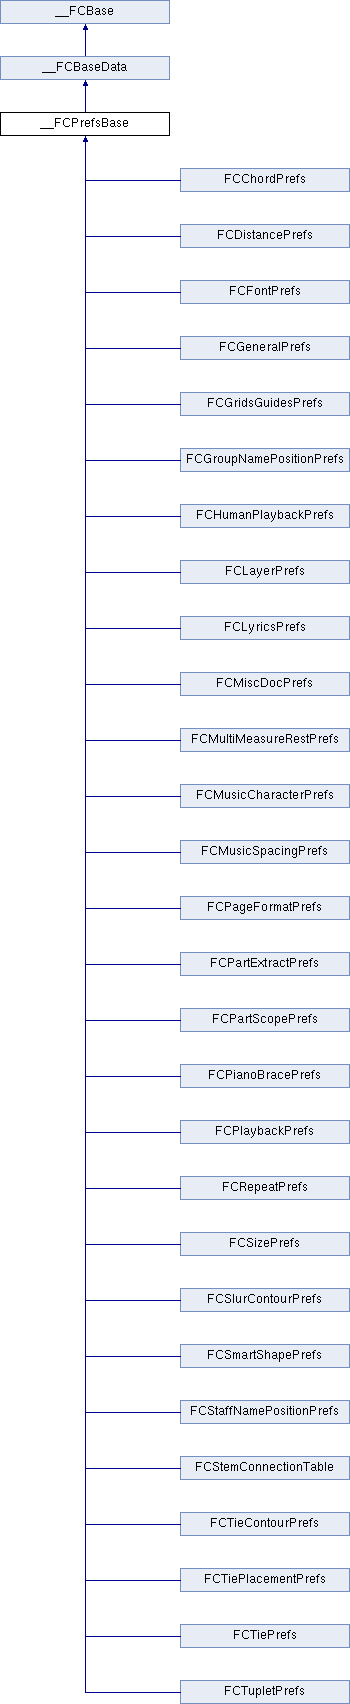 __FCBase
__FCBaseData
__FCPrefsBase
FCChordPrefs
FCDistancePrefs
FCFontPrefs
FCGeneralPrefs
FCGridsGuidesPrefs
FCGroupNamePositionPrefs
FCHumanPlaybackPrefs
FCLayerPrefs
FCLyricsPrefs
FCMiscDocPrefs
FCMultiMeasureRestPrefs
FCMusicCharacterPrefs
FCMusicSpacingPrefs
FCPageFormatPrefs
FCPartExtractPrefs
FCPartScopePrefs
FCPianoBracePrefs
FCPlaybackPrefs
FCRepeatPrefs
FCSizePrefs
FCSlurContourPrefs
FCSmartShapePrefs
FCStaffNamePositionPrefs
FCStemConnectionTable
FCTieContourPrefs
FCTiePlacementPrefs
FCTiePrefs
FCTupletPrefs